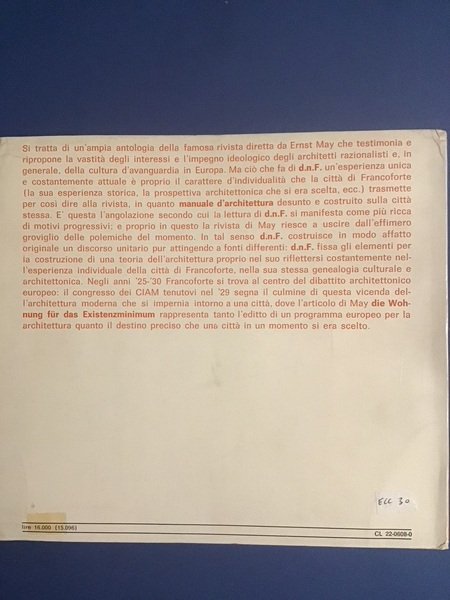 Si tratta di un'ampia antologia della famosa rivista diretta da Ernst May che testimonia e
ripropone la vastità degli interessi e l'impegno ideologico degli architetti razionalisti e, in
generale, della cultura d'avanguardia in Europa. Ma ciò che fa di d.n.F. un'esperienza unica
e costantemente attuale è proprio il carattere d'individualità che la città di Francoforte
(la sua esperienza storica, la prospettiva architettonica che si era scelta, ecc.) trasmette
per così dire alla rivista, in quanto manuale d'architettura desunto e costruito sulla città
stessa. E' questa l'angolazione secondo cui la lettura di d.n.F. si manifesta come più ricca
di motivi progressivi; e proprio in questo la rivista di May riesce a uscire dall'effimero
groviglio delle polemiche del momento. In tal senso d.n.F. costruisce in modo affatto
originale un discorso unitario pur attingendo a fonti differenti: d.n.F. fissa gli elementi per
la costruzione di una teoria dell'architettura proprio nel suo riflettersi costantemente nel-
l'esperienza individuale della città di Francoforte, nella sua stessa genealogia culturale e
architettonica. Negli anni '25-'30 Francoforte si trova al centro del dibattito architettonico
europeo: il congresso dei CIAM tenutovi nel '29 segna il culmine di questa vicenda del-
l'architettura moderna che si impernia intorno a una città, dove l'articolo di May die Woh-
nung für das Existenzminimum rappresenta tanto l'editto di un programma europeo per la
architettura quanto il destino preciso che una città in un momento si era scelto.
ECC 30
lire 16.000 (15.096)
CL 22-0608-0